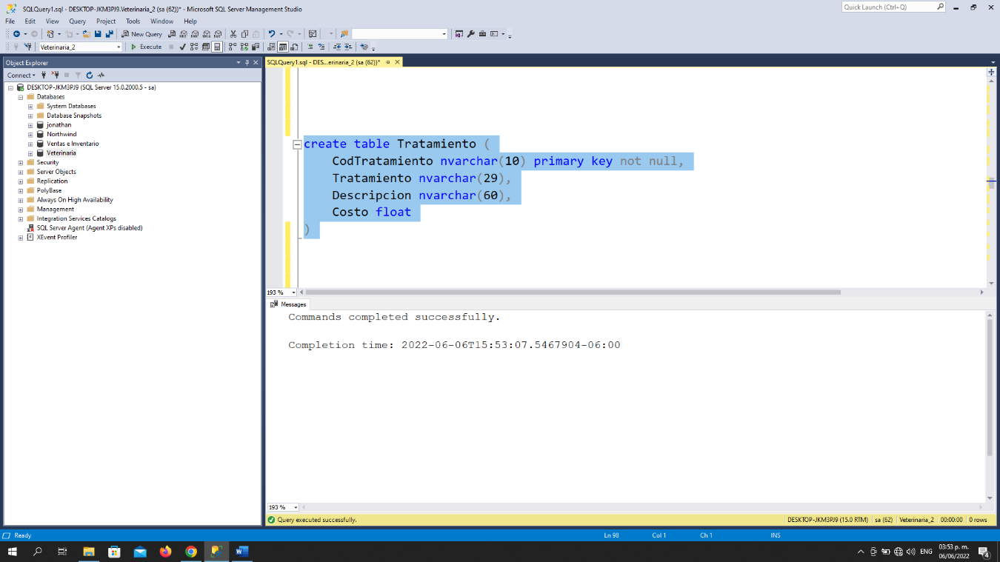 SQLQuery1.sql - DESKTOP-JKM3PJ9.Veterinaria_2 (sa (62))* - Microsoft SQL Server Management Studio
Quick Launch (Ctrl+Q)
File Edit View Query Project Tools Window Help
New Query
Veterinaria_2
Execute
Object Explorer
SQLQuery1.sql - DES...erinaria_2 (sa (62))*
Connect
DESKTOP-JKM3PJ9 (SQL Server 15.0.2000.5 - sa)
Databases
System Databases
Database Snapshots
jonathan
Northwind
Ventas e Inventario
Veterinaria
Security
Server Objects
Replication
PolyBase
Always On High Availability
Management
Integration Services Catalogs
SQL Server Agent (Agent XPs disabled)
XEvent Profiler
create table Tratamiento (
CodTratamiento nvarchar(10) primary key not null,
Tratamiento nvarchar(29),
Descripcion nvarchar(60),
Costo float
)
193 %
Messages
Commands completed successfully.
Completion time: 2022-06-06T15:53:07.5467904-06:00
193 %
Query executed successfully.
DESKTOP-JKM3PJ9 (15.0 RTM) sa (62) Veterinaria_2 00:00:00 0 rows
Ready
Ln 98 Col 1 Ch 1 INS
ENG
03:53 p. m.
06/06/2022
4